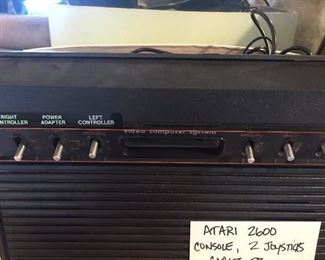 RIGHT CONTROLLER POWER ADAPTER LEFT CONTROLLER
video computer system
ATARI 2600
CONSOLE, 2 JOYSTICKS